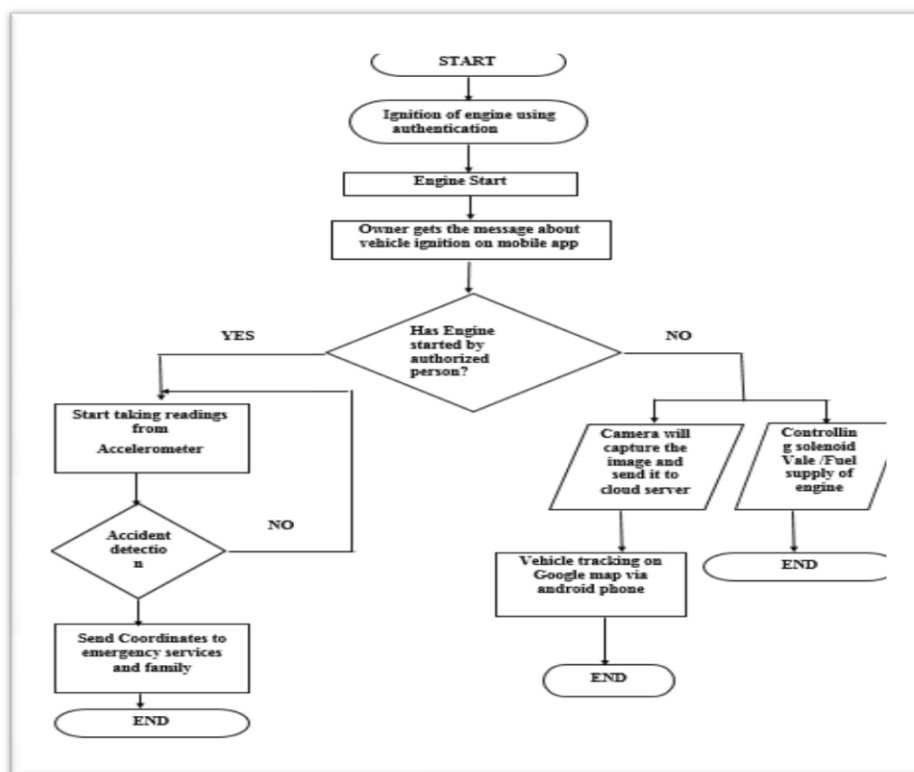 START
Ignition of engine using
authentication
Engine Start
Owner gets the message about
vehicle ignition on mobile app
Has Engine
started by
authorized
person?
YES
NO
Start taking readings
from
Accelerometer
Accident
detectio
n
NO
Send Coordinates to
emergency services
and family
END
Camera will
capture the
image and
send it to
cloud server
Vehicle tracking on
Google map via
android phone
END
Controllin
g solenoid
Vale /Fuel
supply of
engine
END